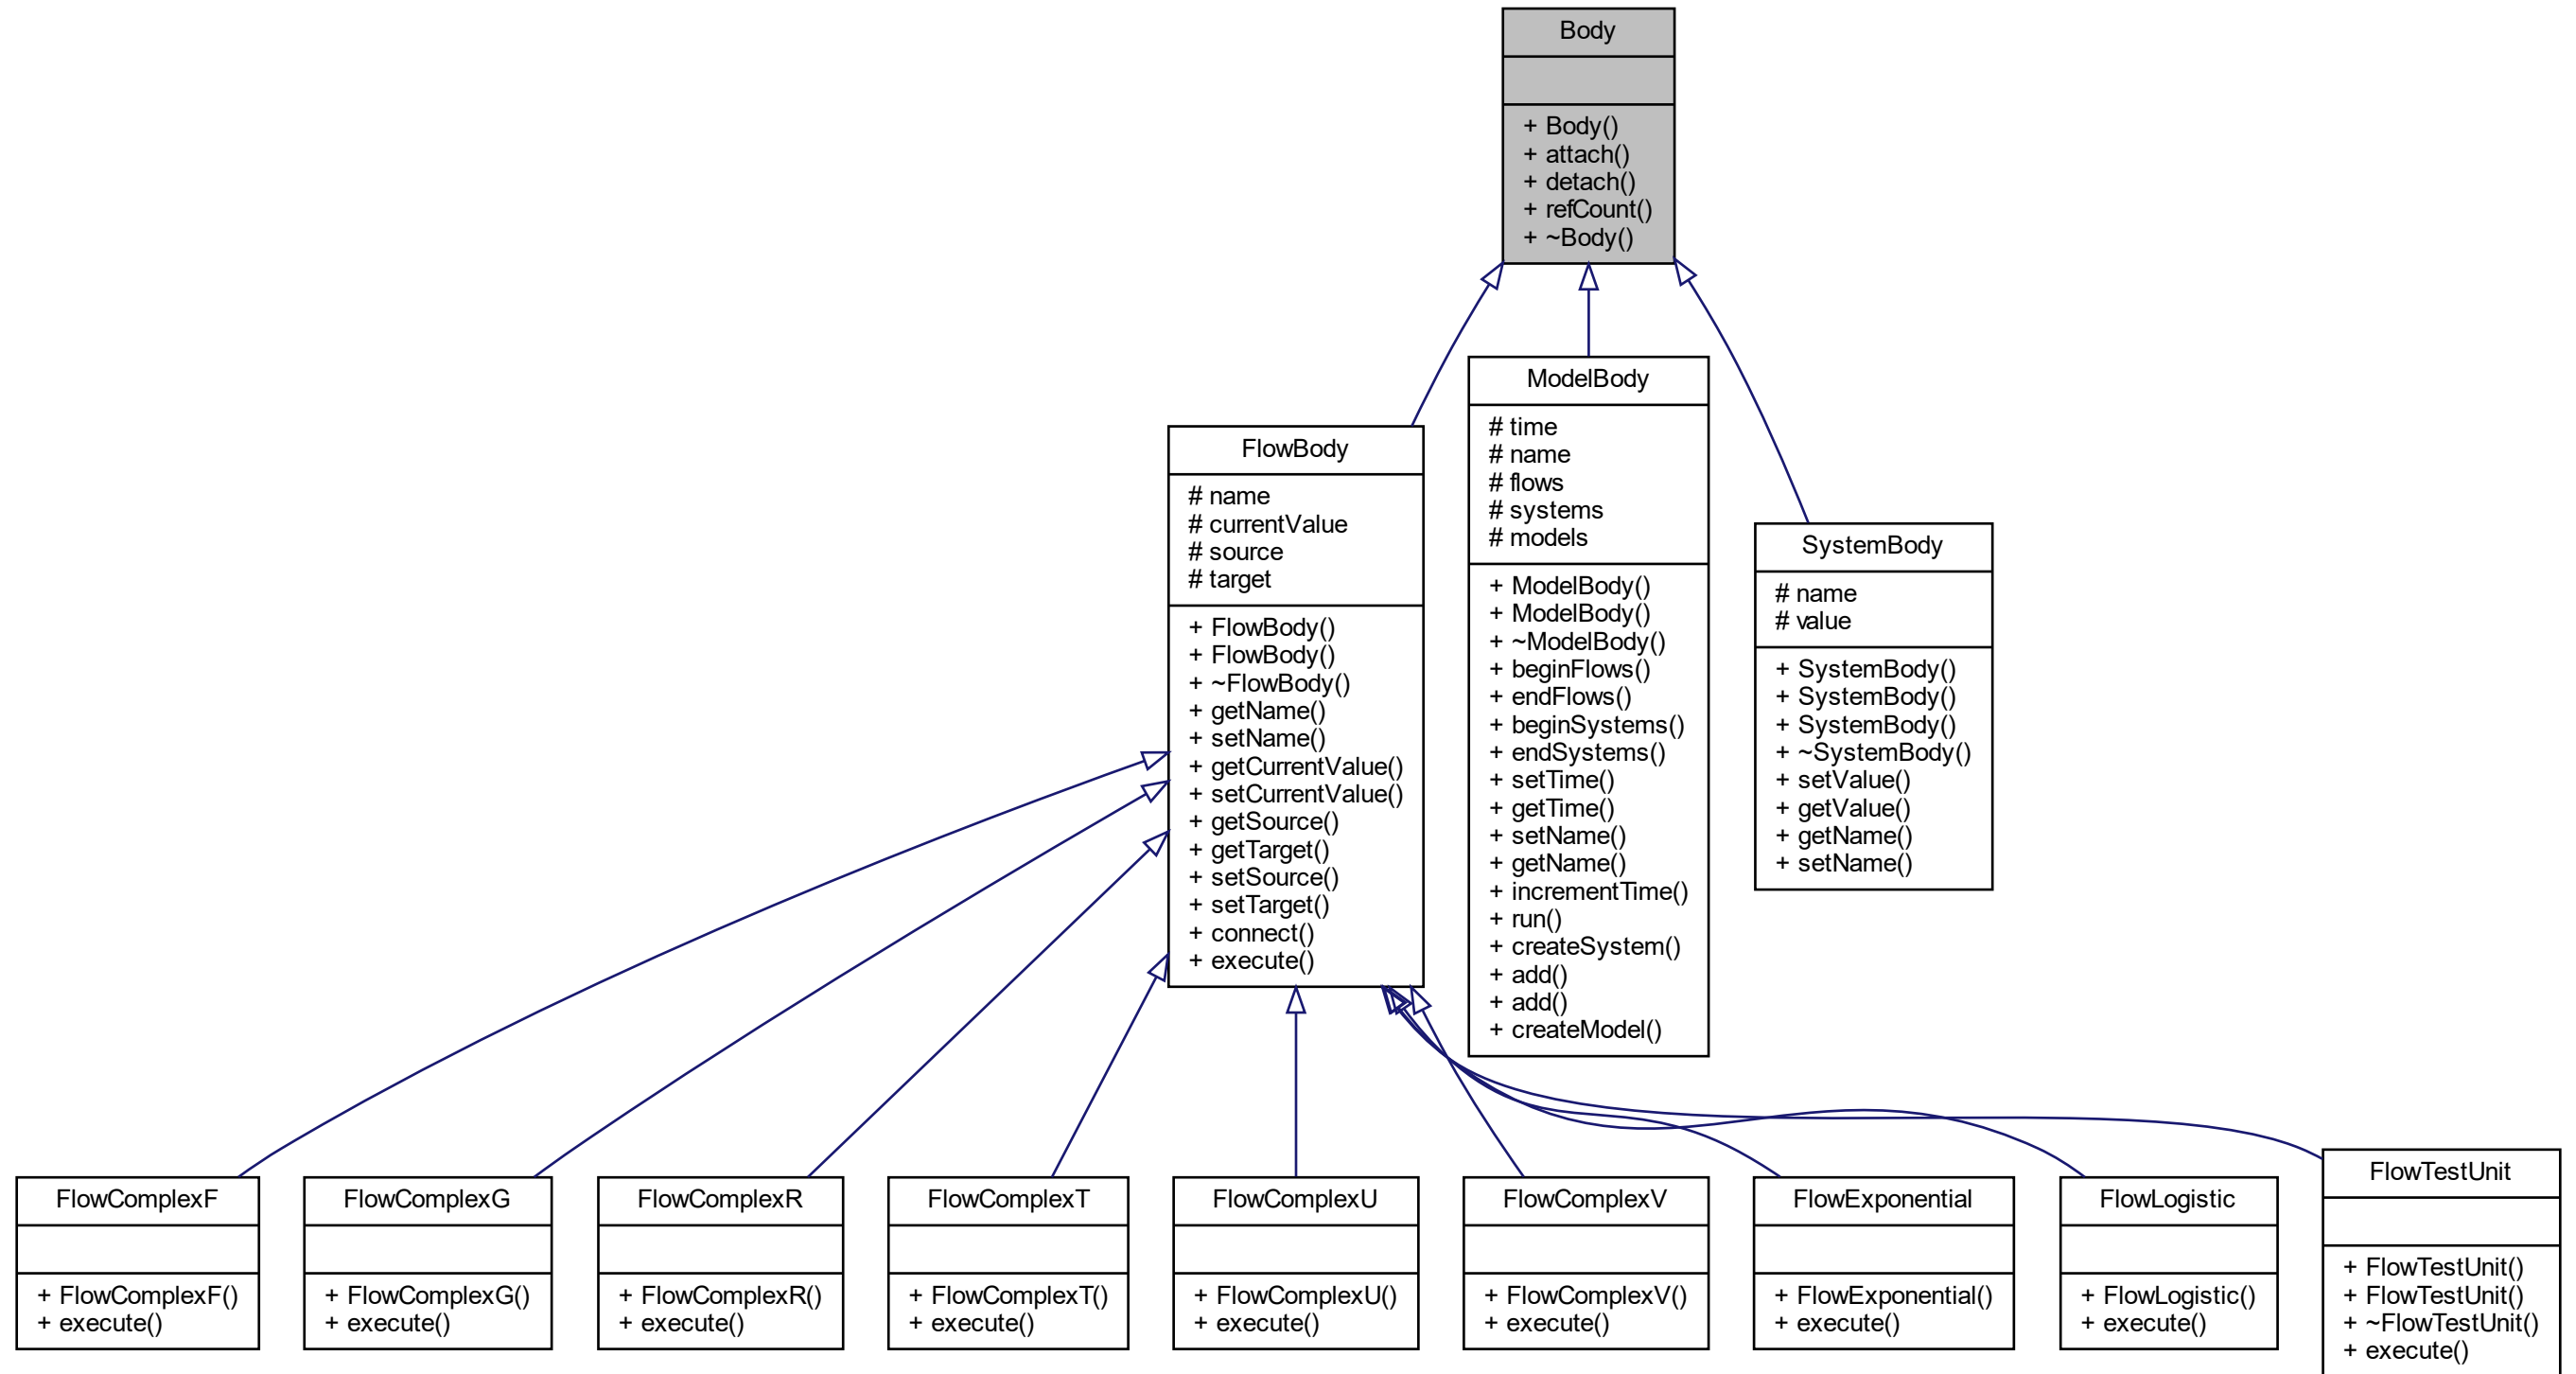 Body
+ Body()
+ attach()
+ detach()
+ refCount()
+ ~Body()
FlowBody
# name
# currentValue
# source
# target
+ FlowBody()
+ FlowBody()
+ ~FlowBody()
+ getName()
+ setName()
+ getCurrentValue()
+ setCurrentValue()
+ getSource()
+ getTarget()
+ setSource()
+ setTarget()
+ connect()
+ execute()
ModelBody
# time
# name
# flows
# systems
# models
+ ModelBody()
+ ModelBody()
+ ~ModelBody()
+ beginFlows()
+ endFlows()
+ beginSystems()
+ endSystems()
+ setTime()
+ getTime()
+ setName()
+ getName()
+ incrementTime()
+ run()
+ createSystem()
+ add()
+ add()
+ createModel()
SystemBody
# name
# value
+ SystemBody()
+ SystemBody()
+ SystemBody()
+ ~SystemBody()
+ setValue()
+ getValue()
+ getName()
+ setName()
FlowComplexF
+ FlowComplexF()
+ execute()
FlowComplexG
+ FlowComplexG()
+ execute()
FlowComplexR
+ FlowComplexR()
+ execute()
FlowComplexT
+ FlowComplexT()
+ execute()
FlowComplexU
+ FlowComplexU()
+ execute()
FlowComplexV
+ FlowComplexV()
+ execute()
FlowExponential
+ FlowExponential()
+ execute()
FlowLogistic
+ FlowLogistic()
+ execute()
FlowTestUnit
+ FlowTestUnit()
+ FlowTestUnit()
+ ~FlowTestUnit()
+ execute()